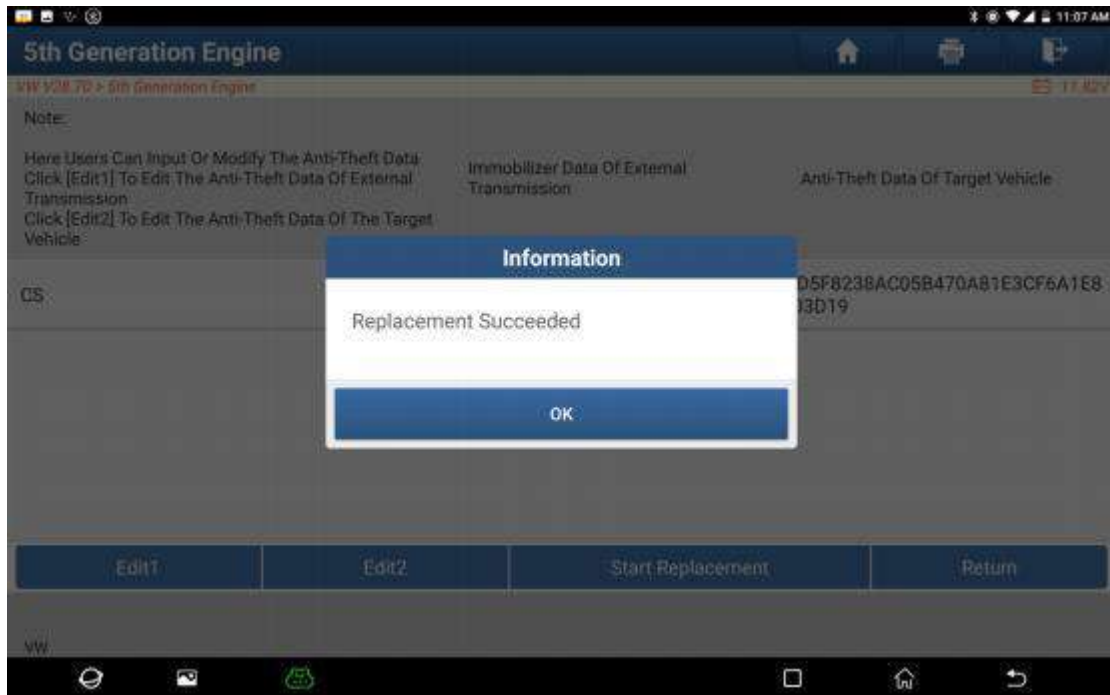 11:07 AM
5th Generation Engine
VW V28.70 > 5th Generation Engine
11.82V
Note:
Here Users Can Input Or Modify The Anti-Theft Data
Click [Edit1] To Edit The Anti-Theft Data Of External
Transmission
Click [Edit2] To Edit The Anti-Theft Data Of The Target
Vehicle
Immobilizer Data Of External
Transmission
Anti-Theft Data Of Target Vehicle
Information
CS
D5F8238AC05B470A81E3CF6A1E8
03D19
Replacement Succeeded
OK
Edit1
Edit2
Start Replacement
Return
VW